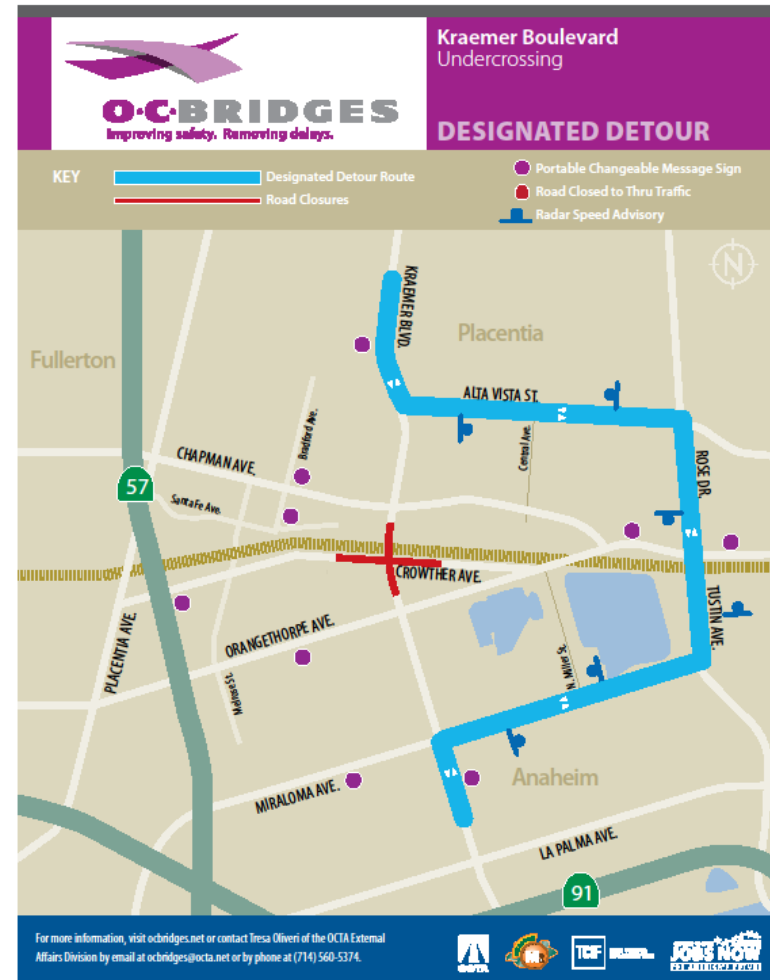 Kraemer Boulevard
Undercrossing
O·C·BRIDGES
Improving safety. Removing delays.
DESIGNATED DETOUR
KEY
Designated Detour Route
Road Closures
Portable Changeable Message Sign
Road Closed to Thru Traffic
Radar Speed Advisory
N
KRAEMER BLVD.
Placentia
Fullerton
ALTA VISTA ST.
Bradford Ave.
Central Ave.
CHAPMAN AVE.
ROSE DR.
57
Santa Fe Ave.
CROWTHER AVE.
TUSTIN AVE.
PLACENTIA AVE.
ORANGETHORPE AVE.
N. Miller St.
Melrose St.
Anaheim
MIRALOMA AVE.
LA PALMA AVE.
91
For more information, visit ocbridges.net or contact Tresa Oliveri of the OCTA External
Affairs Division by email at ocbridges@octa.net or by phone at (714) 560-5374.
OCTA
TCIF
JOBS NOW